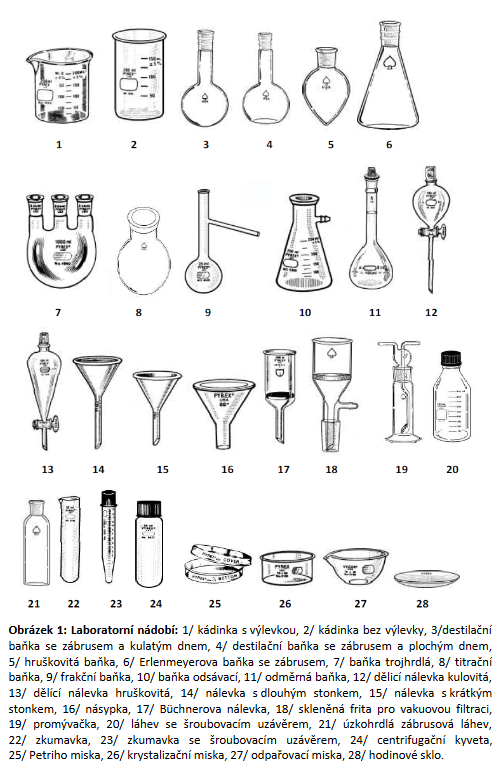 1 2 3 4 5 6
7 8 9 10 11 12
PYREX
13 14 15 16 17 18 19 20
21 22 23 24 25 26 27 28
Obrázek 1: Laboratorní nádobí: 1/ kádinka s výlevkou, 2/ kádinka bez výlevky, 3/destilační
baňka se zábrusem a kulatým dnem, 4/ destilační baňka se zábrusem a plochým dnem,
5/ hruškovitá baňka, 6/ Erlenmeyerova baňka se zábrusem, 7/ baňka trojhrdlá, 8/ titrační
baňka, 9/ frakční baňka, 10/ baňka odsávací, 11/ odměrná baňka, 12/ dělicí nálevka kulovitá,
13/ dělící nálevka hruškovitá, 14/ nálevka s dlouhým stonkem, 15/ nálevka s krátkým
stonkem, 16/ násypka, 17/ Büchnerova nálevka, 18/ skleněná frita pro vakuovou filtraci,
19/ promývačka, 20/ láhev se šroubovacím uzávěrem, 21/ úzkohrdlá zábrusová láhev,
22/ zkumavka, 23/ zkumavka se šroubovacím uzávěrem, 24/ centrifugační kyveta,
25/ Petriho miska, 26/ krystalizační miska, 27/ odpařovací miska, 28/ hodinové sklo.